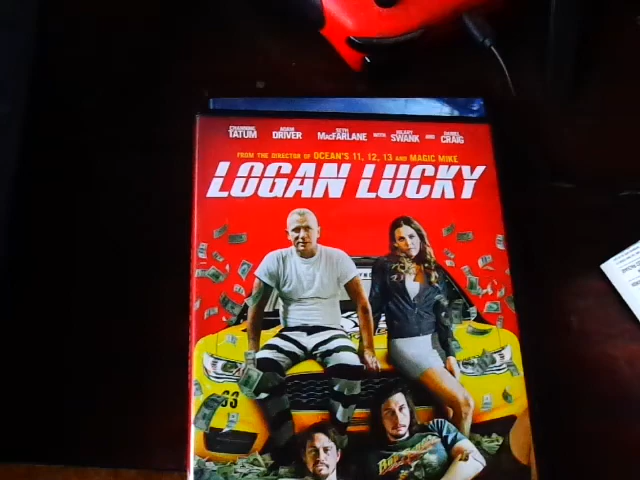 CHANNING TATUM ADAM DRIVER SETH MacFARLANE WITH HILARY SWANK AND DANIEL CRAIG
FROM THE DIRECTOR OF OCEAN'S 11, 12, 13 AND MAGIC MIKE
LOGAN LUCKY